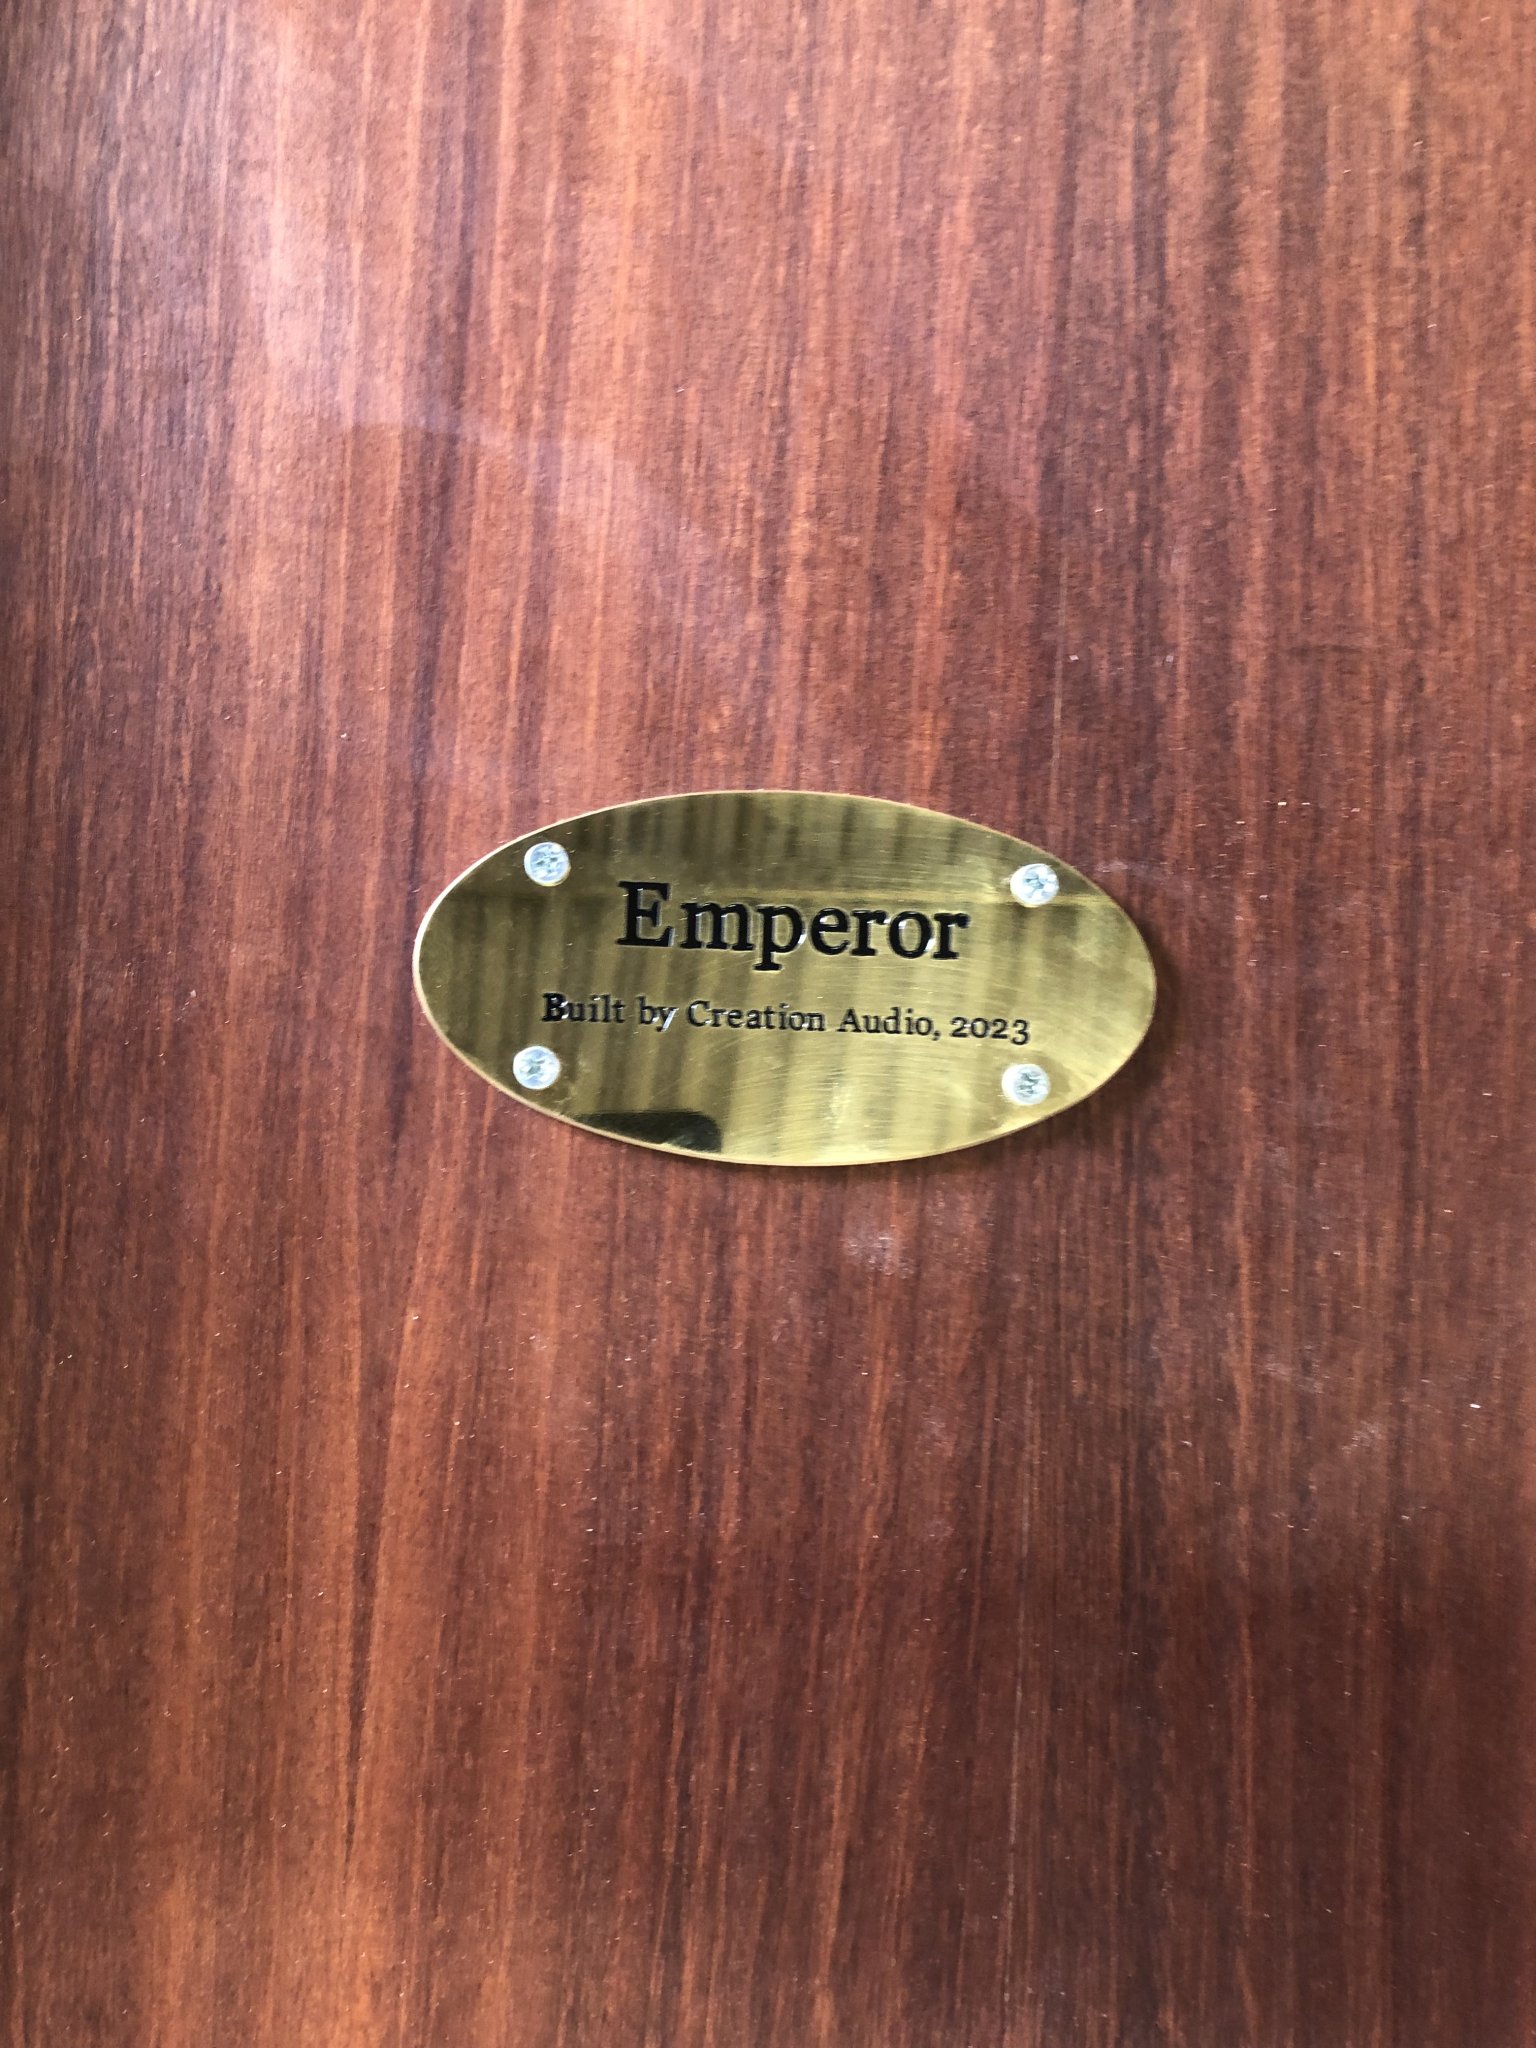 Emperor
Built by Creation Audio, 2023